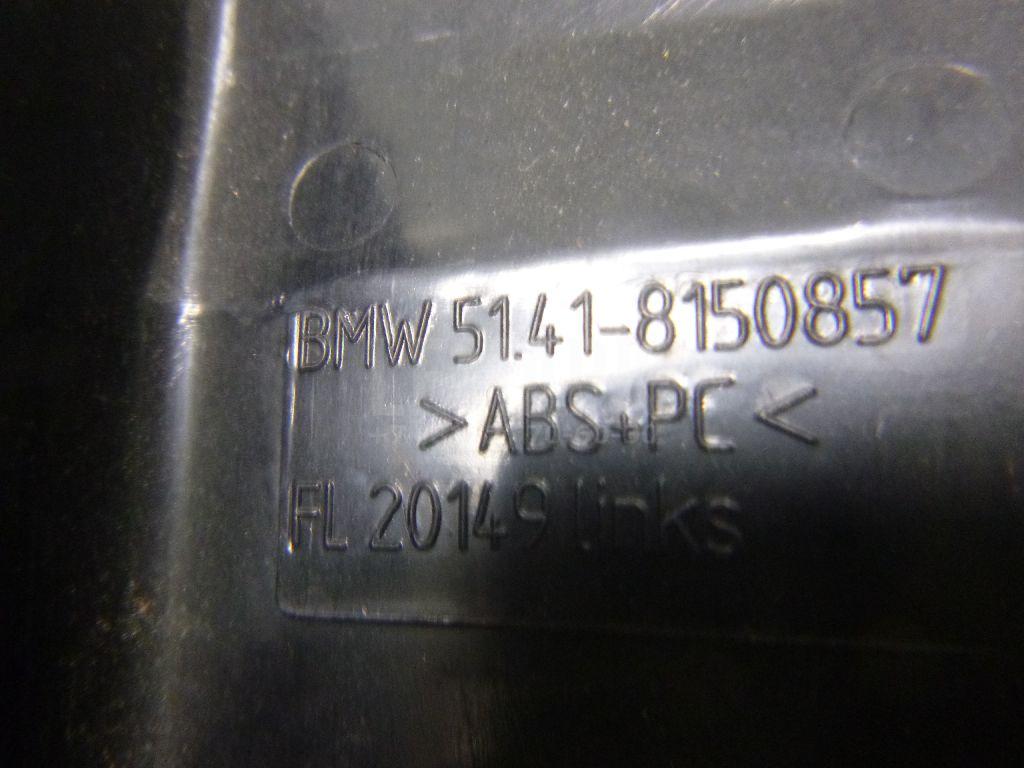 BMW 51.41-8150857
>ABS+PC<
FL 20149 links